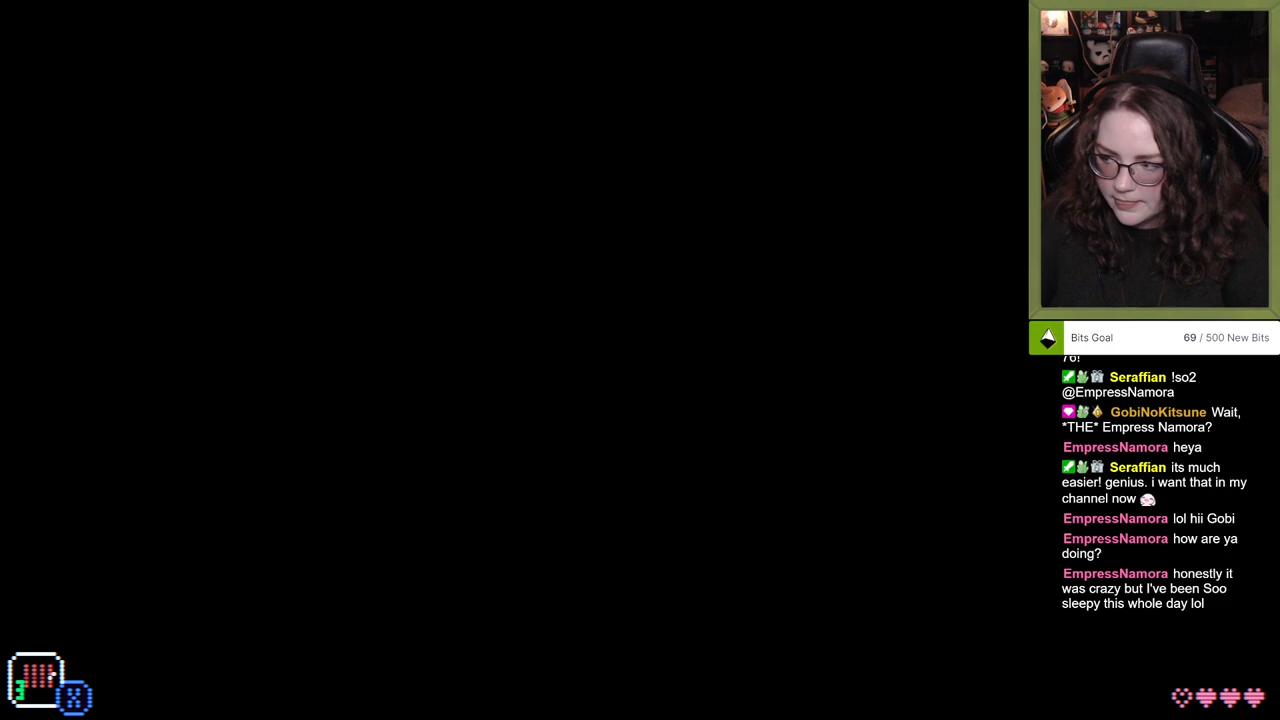 Bits Goal 69 / 500 New Bits
76!
Seraffian !so2
@EmpressNamora
GobiNoKitsune Wait,
*THE* Empress Namora?
EmpressNamora heya
Seraffian its much
easier! genius. i want that in my
channel now
EmpressNamora lol hii Gobi
EmpressNamora how are ya
doing?
EmpressNamora honestly it
was crazy but I've been Soo
sleepy this whole day lol
X